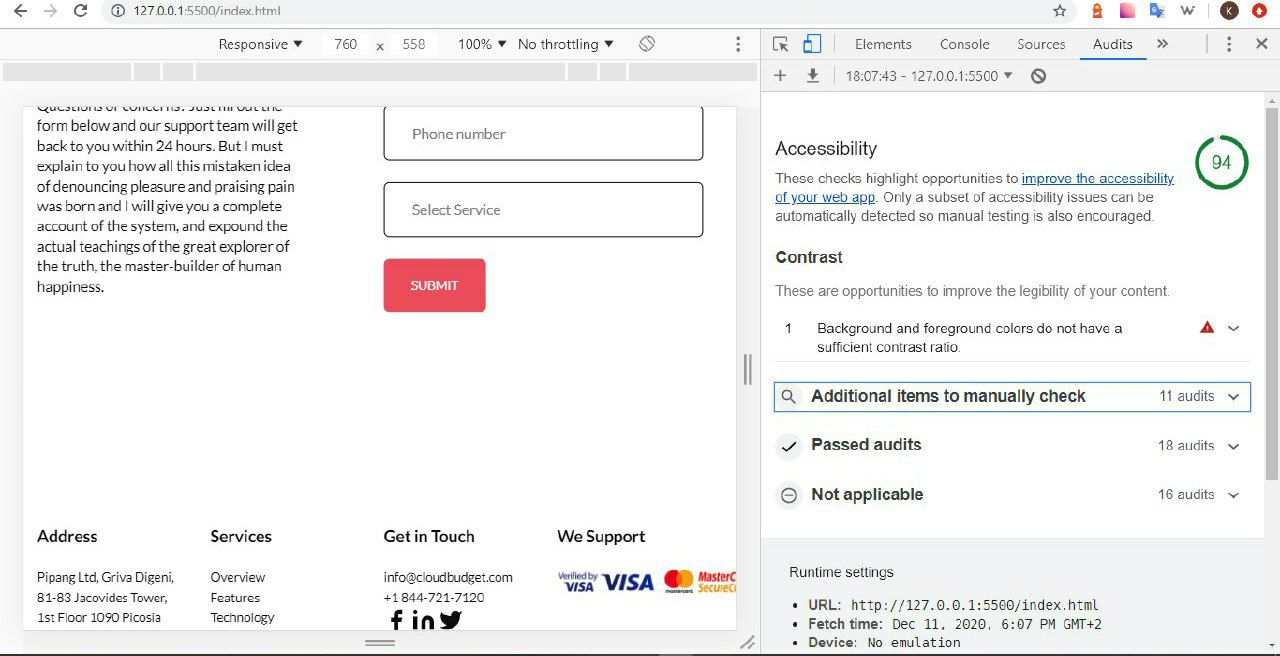 127.0.0.1:5500/index.html
K
Responsive 760 x 558 100% No throttling
Elements Console Sources Audits
18:07:43 - 127.0.0.1:5500
Questions or concerns? Just fill out the
form below and our support team will get
back to you within 24 hours. But I must
explain to you how all this mistaken idea
of denouncing pleasure and praising pain
was born and I will give you a complete
account of the system, and expound the
actual teachings of the great explorer of
the truth, the master-builder of human
happiness.
Phone number
Select Service
SUBMIT
Address
Pipang Ltd, Griva Digeni,
81-83 Jacovides Tower,
1st Floor 1090 Picosia
Services
Overview
Features
Technology
Get in Touch
info@cloudbudget.com
+1 844-721-7120
We Support
Verified by
VISA
VISA
mastercard
MasterC
SecureC
Accessibility
94
These checks highlight opportunities to improve the accessibility
of your web app. Only a subset of accessibility issues can be
automatically detected so manual testing is also encouraged.
Contrast
These are opportunities to improve the legibility of your content.
1 Background and foreground colors do not have a
sufficient contrast ratio.
Additional items to manually check 11 audits
Passed audits 18 audits
Not applicable 16 audits
Runtime settings
URL: http://127.0.0.1:5500/index.html
Fetch time: Dec 11, 2020, 6:07 PM GMT+2
Device: No emulation